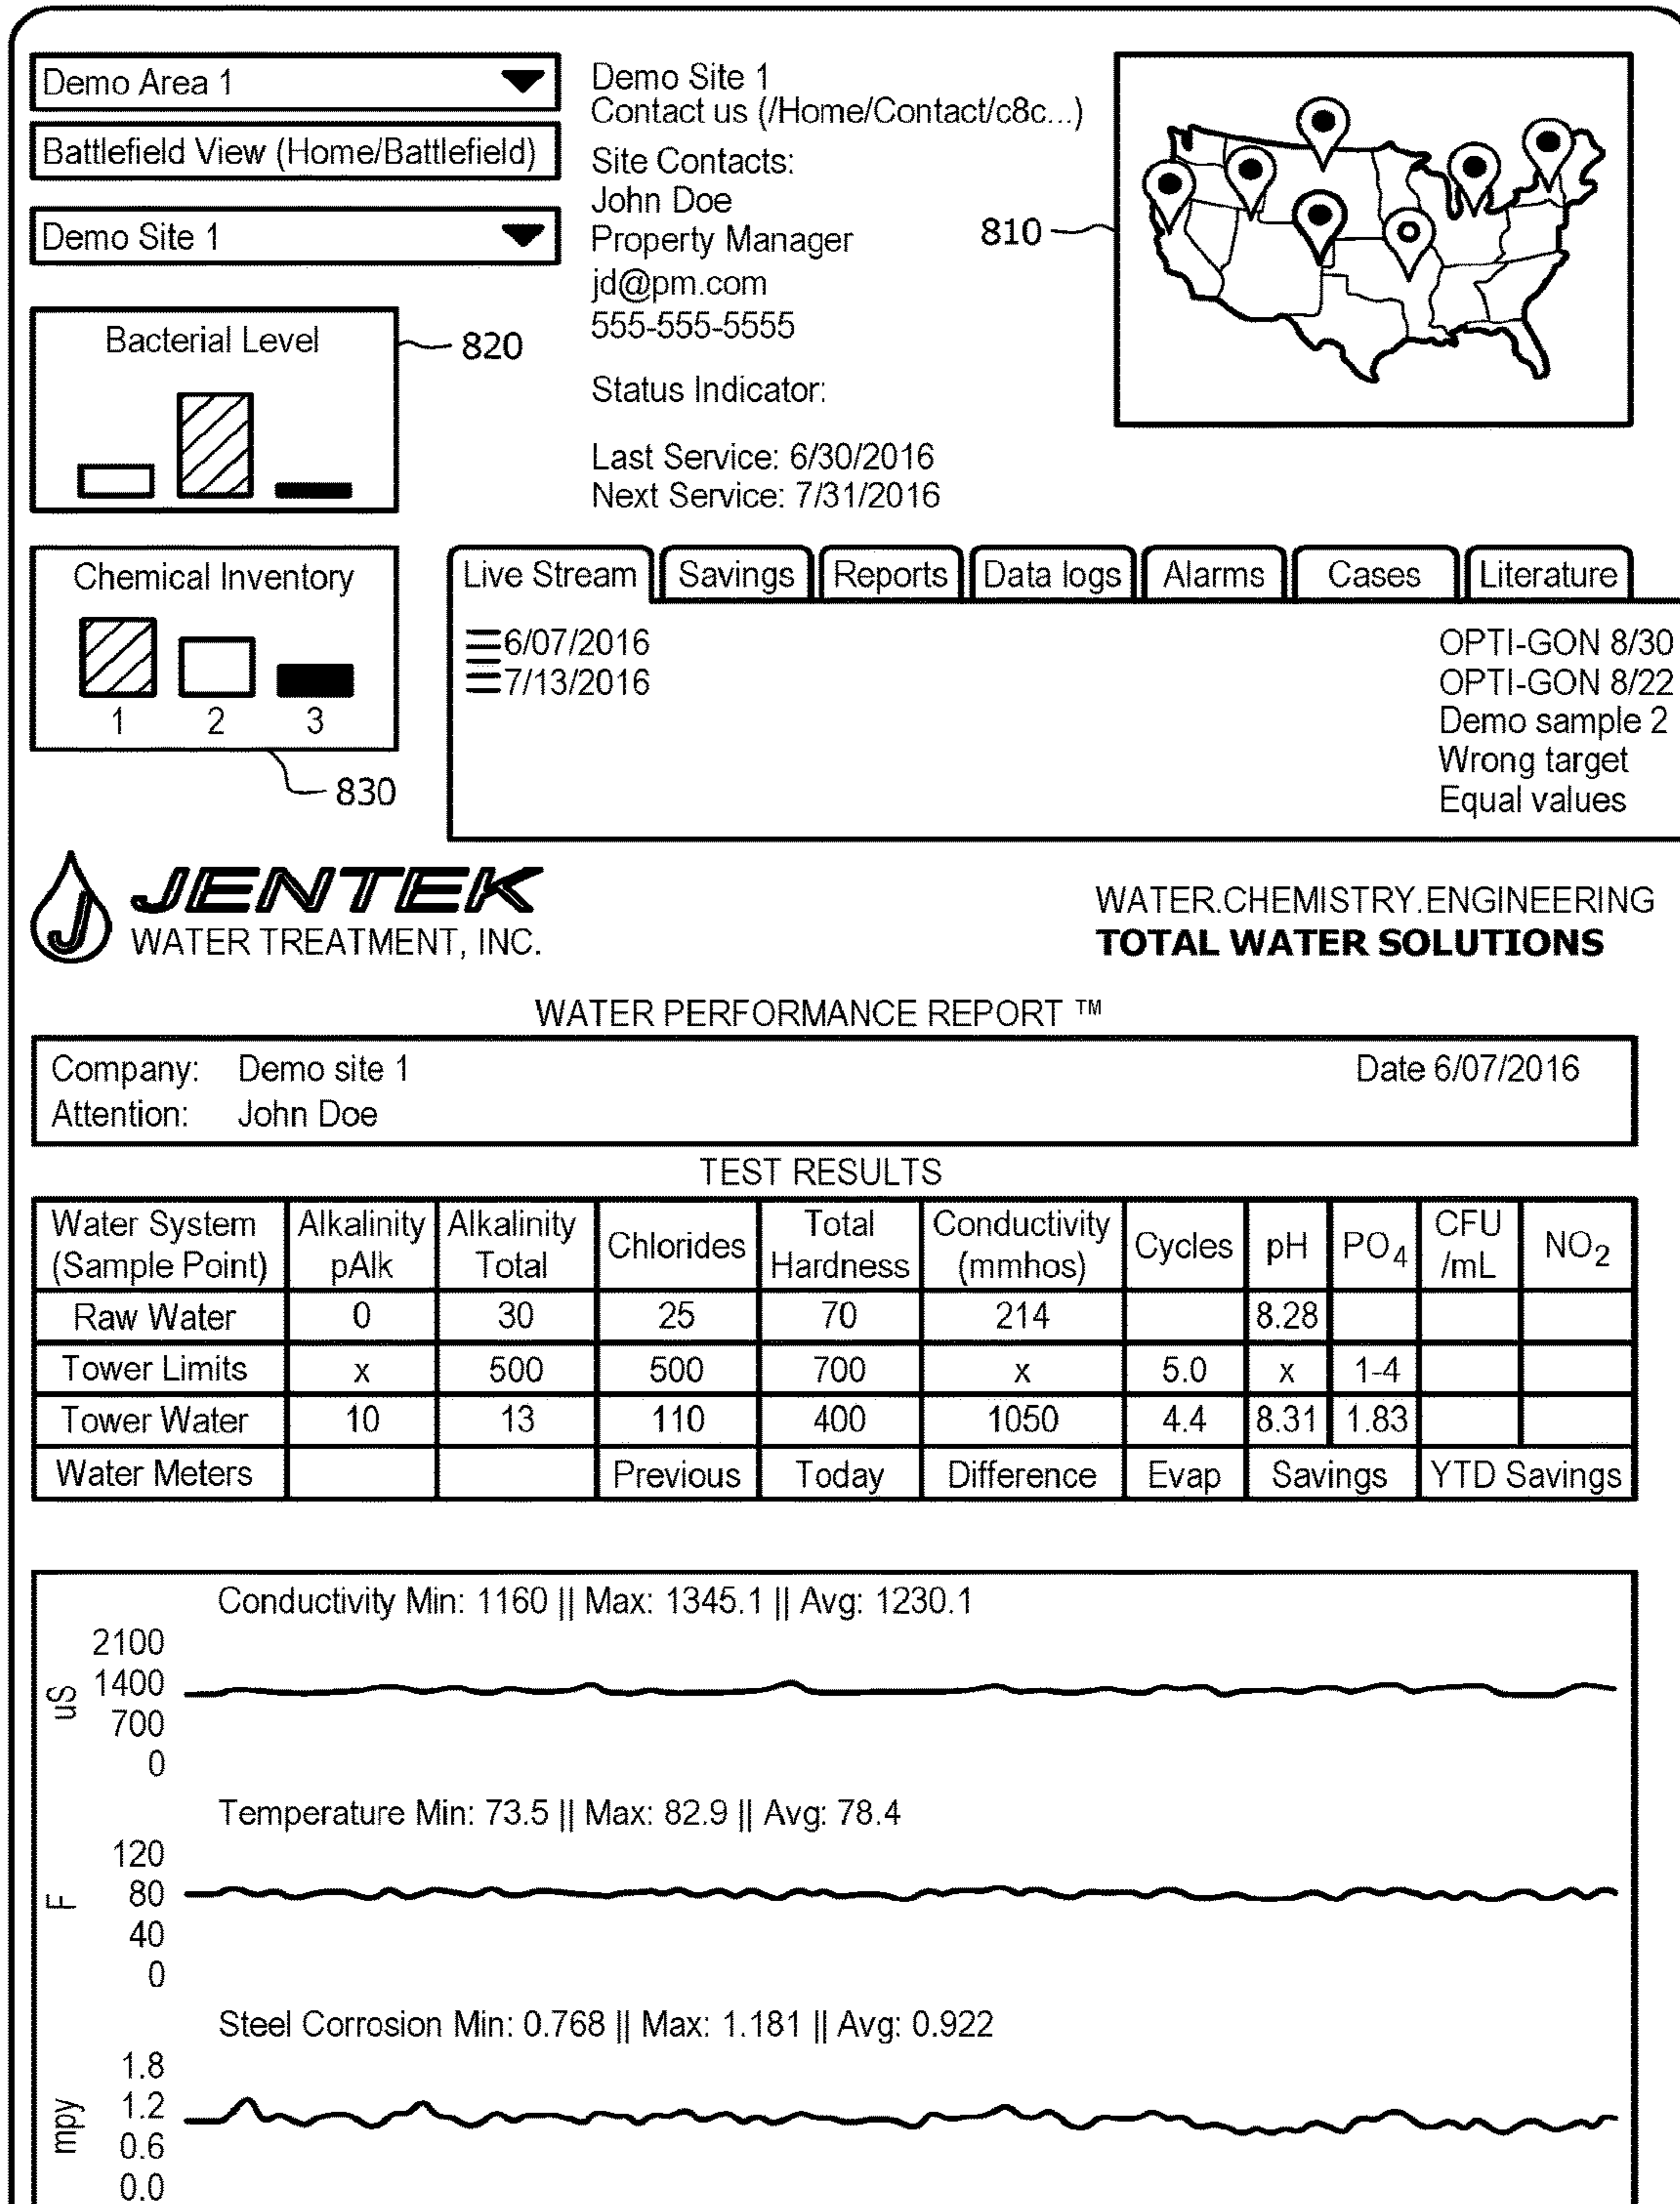 Demo Area 1
Battlefield View (Home/Battlefield)
Demo Site 1
Demo Site 1
Contact us (/Home/Contact/c8c...)
Site Contacts:
John Doe
Property Manager
jd@pm.com
555-555-5555
Status Indicator:
Last Service: 6/30/2016
Next Service: 7/31/2016
810
Bacterial Level
820
Chemical Inventory
1 2 3
830
Live Stream Savings Reports Data logs Alarms Cases Literature
6/07/2016
7/13/2016
OPTI-GON 8/30
OPTI-GON 8/22
Demo sample 2
Wrong target
Equal values
J JENTEK
WATER TREATMENT, INC.
WATER.CHEMISTRY.ENGINEERING
TOTAL WATER SOLUTIONS
WATER PERFORMANCE REPORT ™
Company: Demo site 1 Date 6/07/2016
Attention: John Doe
TEST RESULTS
Water System (Sample Point) Alkalinity pAlk Alkalinity Total Chlorides Total Hardness Conductivity (mmhos) Cycles pH PO4 CFU /mL NO2
Raw Water 0 30 25 70 214 8.28
Tower Limits x 500 500 700 x 5.0 x 1-4
Tower Water 10 13 110 400 1050 4.4 8.31 1.83
Water Meters Previous Today Difference Evap Savings YTD Savings
Conductivity Min: 1160 || Max: 1345.1 || Avg: 1230.1
uS
2100
1400
700
0
Temperature Min: 73.5 || Max: 82.9 || Avg: 78.4
F
120
80
40
0
Steel Corrosion Min: 0.768 || Max: 1.181 || Avg: 0.922
mpy
1.8
1.2
0.6
0.0